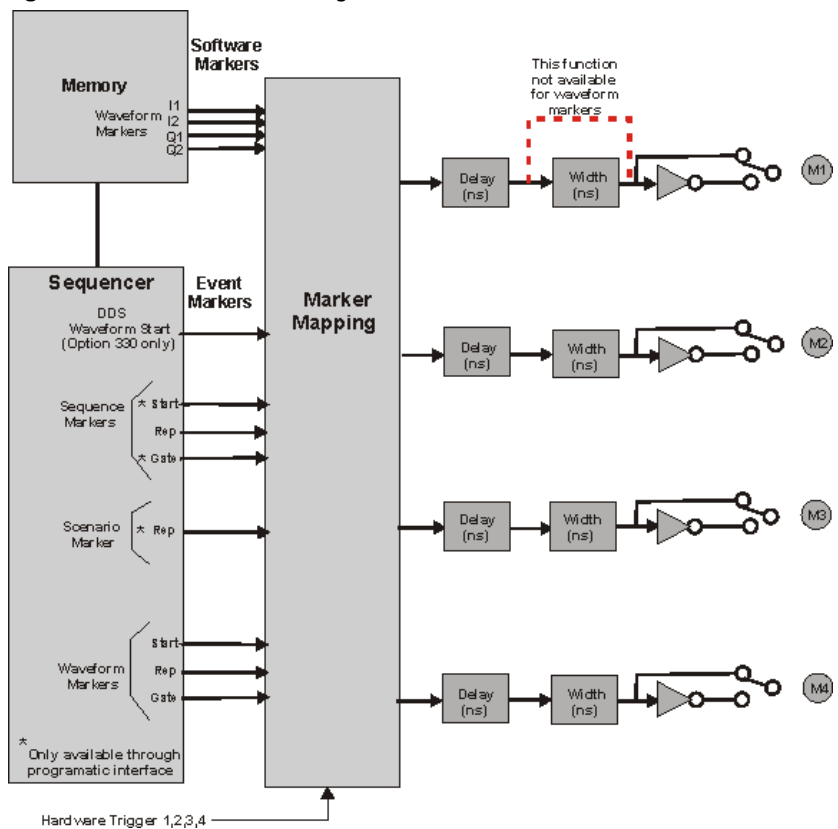 Software
Markers
Memory
Waveform
Markers
I1
I2
Q1
Q2
This function
not available
for waveform
markers
Delay
(ns)
Width
(ns)
M1
Sequencer
Event
Markers
DDS
Waveform Start
(Option 330 only)
Marker
Mapping
Delay
(ns)
Width
(ns)
M2
Sequence
Markers
* Start
Rep
* Gate
Scenario
Marker
* Rep
Delay
(ns)
Width
(ns)
M3
Waveform
Markers
Start
Rep
Gate
Delay
(ns)
Width
(ns)
M4
*
Only available through
programatic interface
Hardware Trigger 1,2,3,4